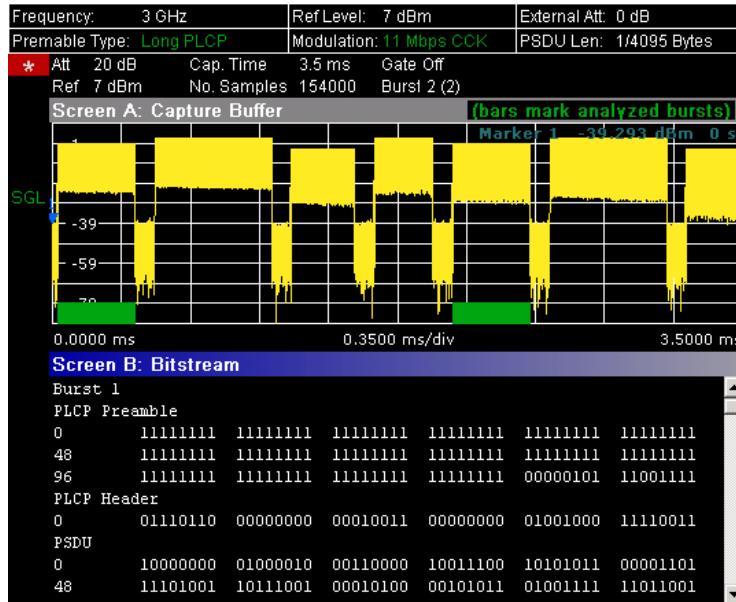 Frequency: 3 GHz Ref Level: 7 dBm External Att: 0 dB
Premable Type: Long PLCP Modulation: 11 Mbps CCK PSDU Len: 1/4095 Bytes
* Att 20 dB Cap. Time 3.5 ms Gate Off
Ref 7 dBm No. Samples 154000 Burst 2 (2)
Screen A: Capture Buffer (bars mark analyzed bursts)
Marker 1 -39.293 dBm 0 s
1
SGL
-39
-59
-79
0.0000 ms 0.3500 ms/div 3.5000 ms
Screen B: Bitstream
Burst 1
PLCP Preamble
0 11111111 11111111 11111111 11111111 11111111 11111111
48 11111111 11111111 11111111 11111111 11111111 11111111
96 11111111 11111111 11111111 11111111 00000101 11001111
PLCP Header
0 01110110 00000000 00010011 00000000 01001000 11110011
PSDU
0 10000000 01000010 00110000 10011100 10101011 00001101
48 11101001 10111001 00010100 00101011 01001111 11011001